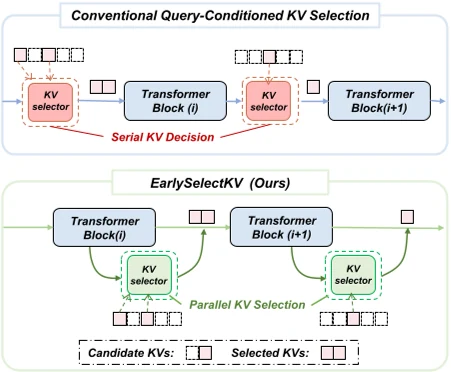 Conventional Query-Conditioned KV Selection
KV
selector
Transformer
Block (i)
KV
selector
Transformer
Block(i+1)
Serial KV Decision
EarlySelectKV (Ours)
Transformer
Block(i)
Transformer
Block (i+1)
KV
selector
KV
selector
Parallel KV Selection
Candidate KVs:
Selected KVs: